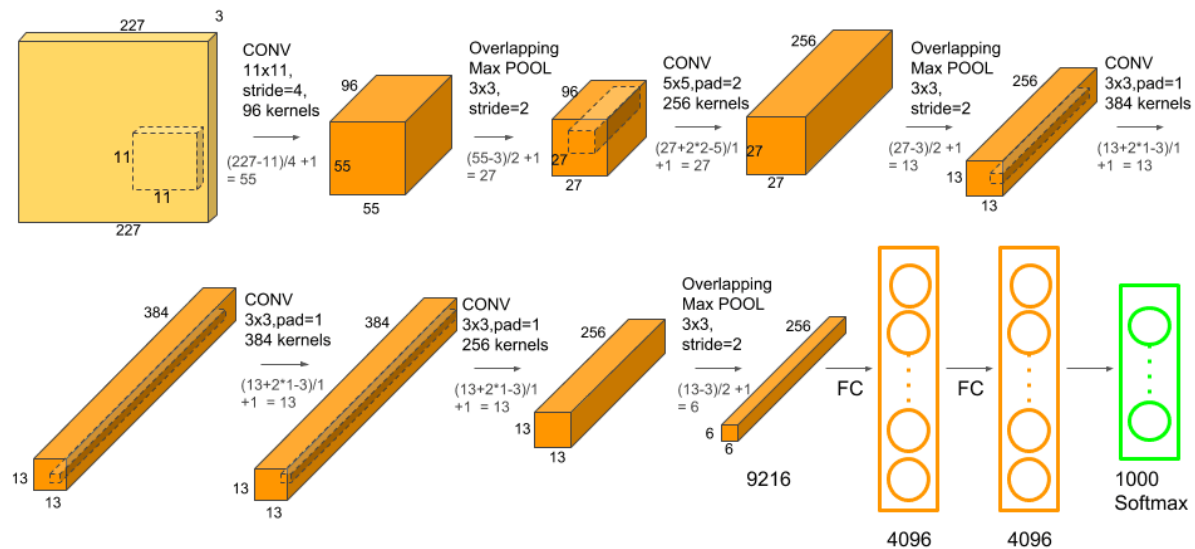 227
3
11
11
227
CONV
11x11,
stride=4,
96 kernels
(227-11)/4 +1
= 55
96
55
55
Overlapping
Max POOL
3x3,
stride=2
(55-3)/2 +1
= 27
96
27
27
CONV
5x5,pad=2
256 kernels
(27+2*2-5)/1
+1 = 27
256
27
27
Overlapping
Max POOL
3x3,
stride=2
(27-3)/2 +1
= 13
256
13
13
CONV
3x3,pad=1
384 kernels
(13+2*1-3)/1
+1 = 13
384
13
13
CONV
3x3,pad=1
384 kernels
(13+2*1-3)/1
+1 = 13
384
13
13
CONV
3x3,pad=1
256 kernels
(13+2*1-3)/1
+1 = 13
256
13
13
Overlapping
Max POOL
3x3,
stride=2
(13-3)/2 +1
= 6
256
6
6
9216
FC
4096
FC
4096
1000
Softmax